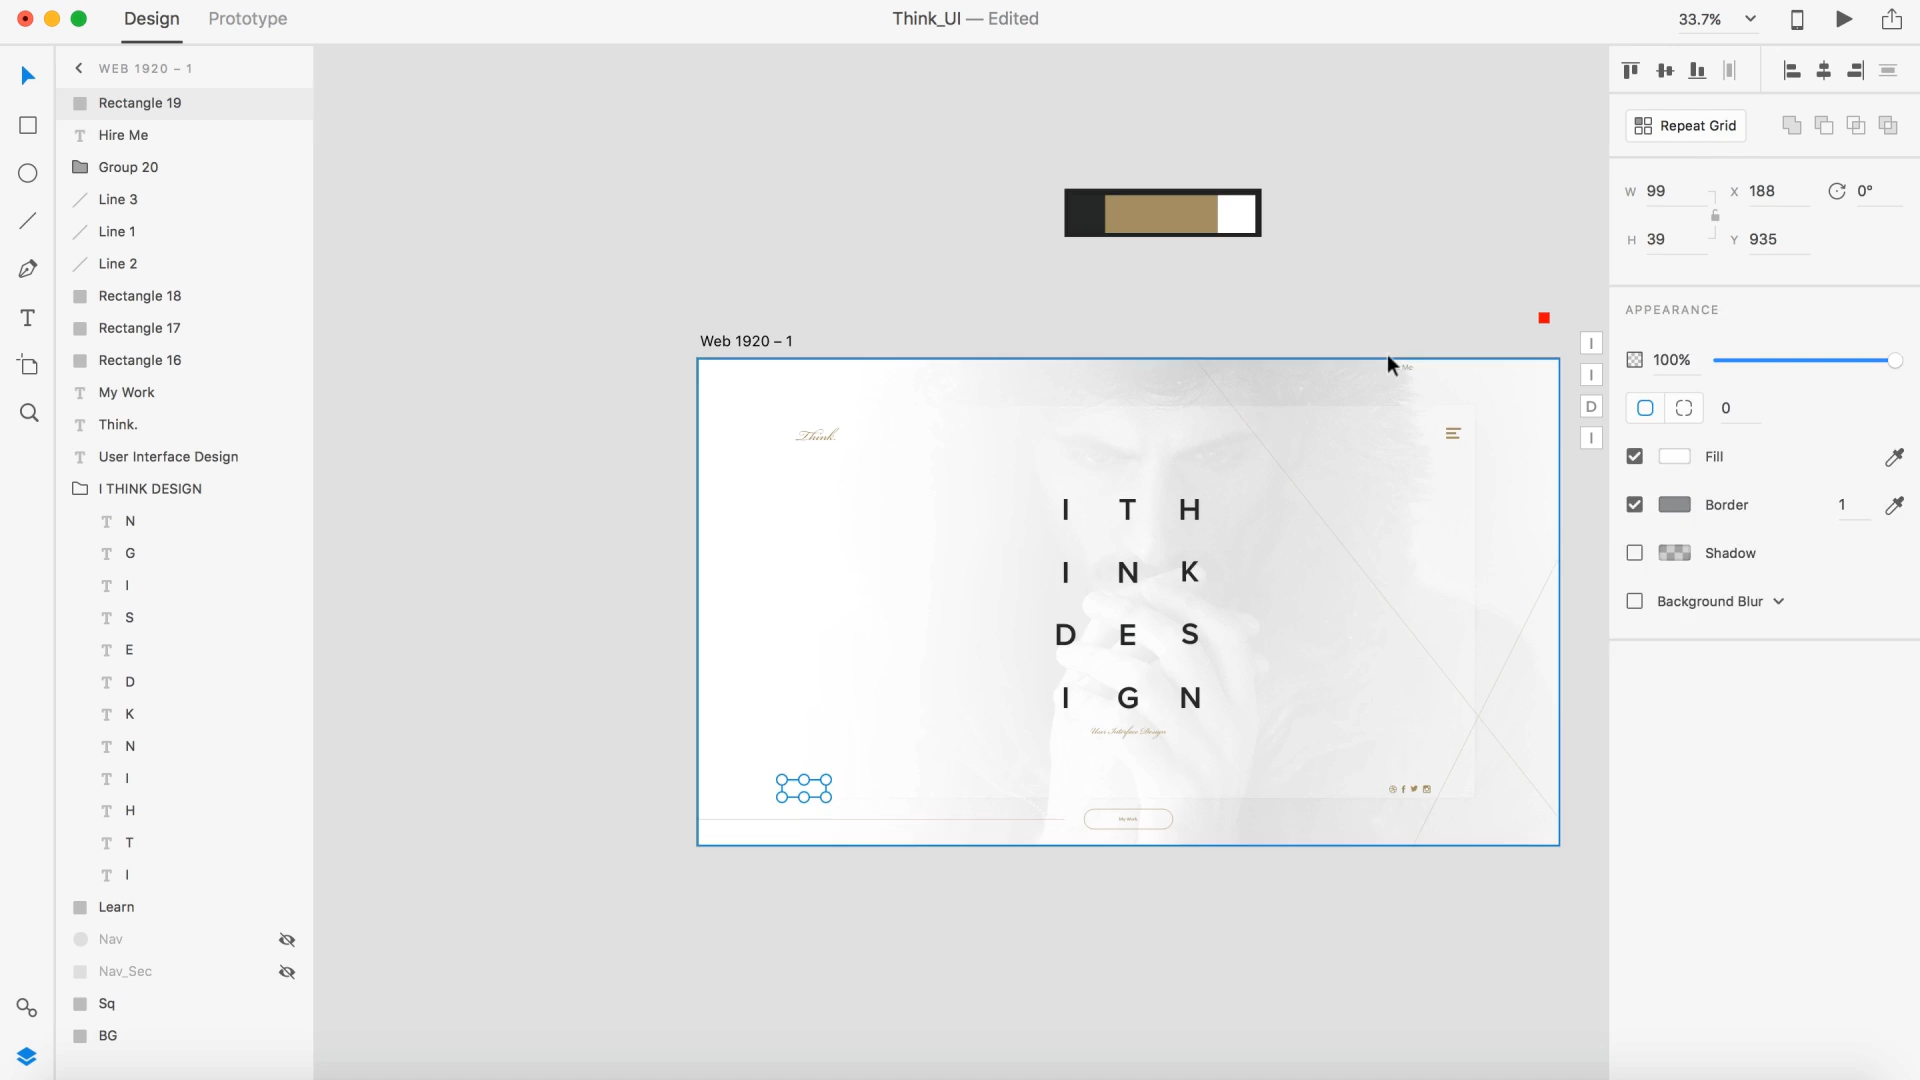 Design
Prototype
Think_UI — Edited
33.7%
WEB 1920 – 1
Rectangle 19
Hire Me
Group 20
Line 3
Line 1
Line 2
Rectangle 18
Rectangle 17
Rectangle 16
My Work
Think.
User Interface Design
I THINK DESIGN
N
G
I
S
E
D
K
N
I
H
T
I
Learn
Nav
Nav_Sec
Sq
BG
Web 1920 – 1
Me
Think.
I T H
I N K
D E S
I G N
User Interface Design
My Work
I
I
D
I
Repeat Grid
W 99
X 188
0°
H 39
Y 935
APPEARANCE
100%
0
Fill
Border
1
Shadow
Background Blur